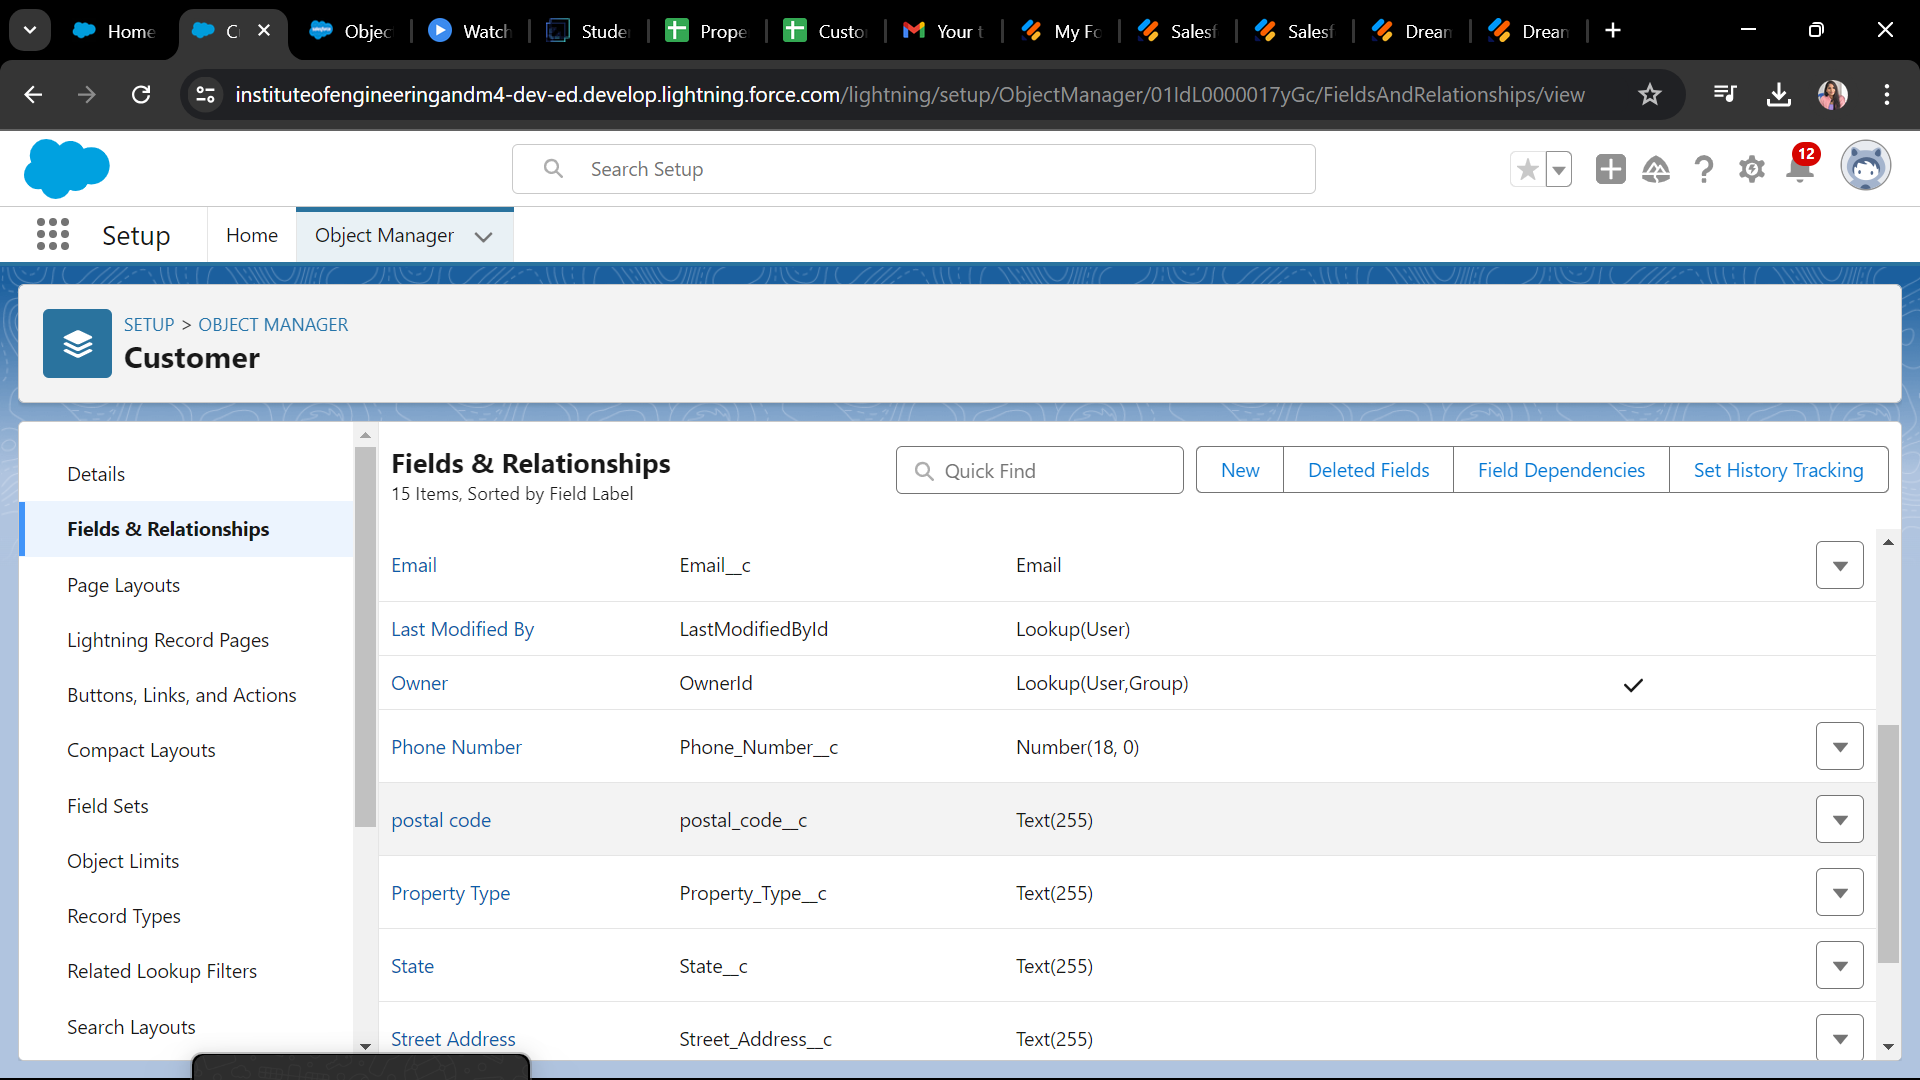 Home
C
Objec
Watch
Stude
Prope
Custo
Your t
My Fo
Salesf
Salesf
Dream
Dream
instituteofengineeringandm4-dev-ed.develop.lightning.force.com/lightning/setup/ObjectManager/01IdL0000017yGc/FieldsAndRelationships/view
Search Setup
12
Setup
Home
Object Manager
SETUP > OBJECT MANAGER
Customer
Details
Fields & Relationships
Page Layouts
Lightning Record Pages
Buttons, Links, and Actions
Compact Layouts
Field Sets
Object Limits
Record Types
Related Lookup Filters
Search Layouts
Fields & Relationships
15 Items, Sorted by Field Label
Quick Find
New
Deleted Fields
Field Dependencies
Set History Tracking
Email Email__c Email
Last Modified By LastModifiedById Lookup(User)
Owner OwnerId Lookup(User,Group)
Phone Number Phone_Number__c Number(18, 0)
postal code postal_code__c Text(255)
Property Type Property_Type__c Text(255)
State State__c Text(255)
Street Address Street_Address__c Text(255)